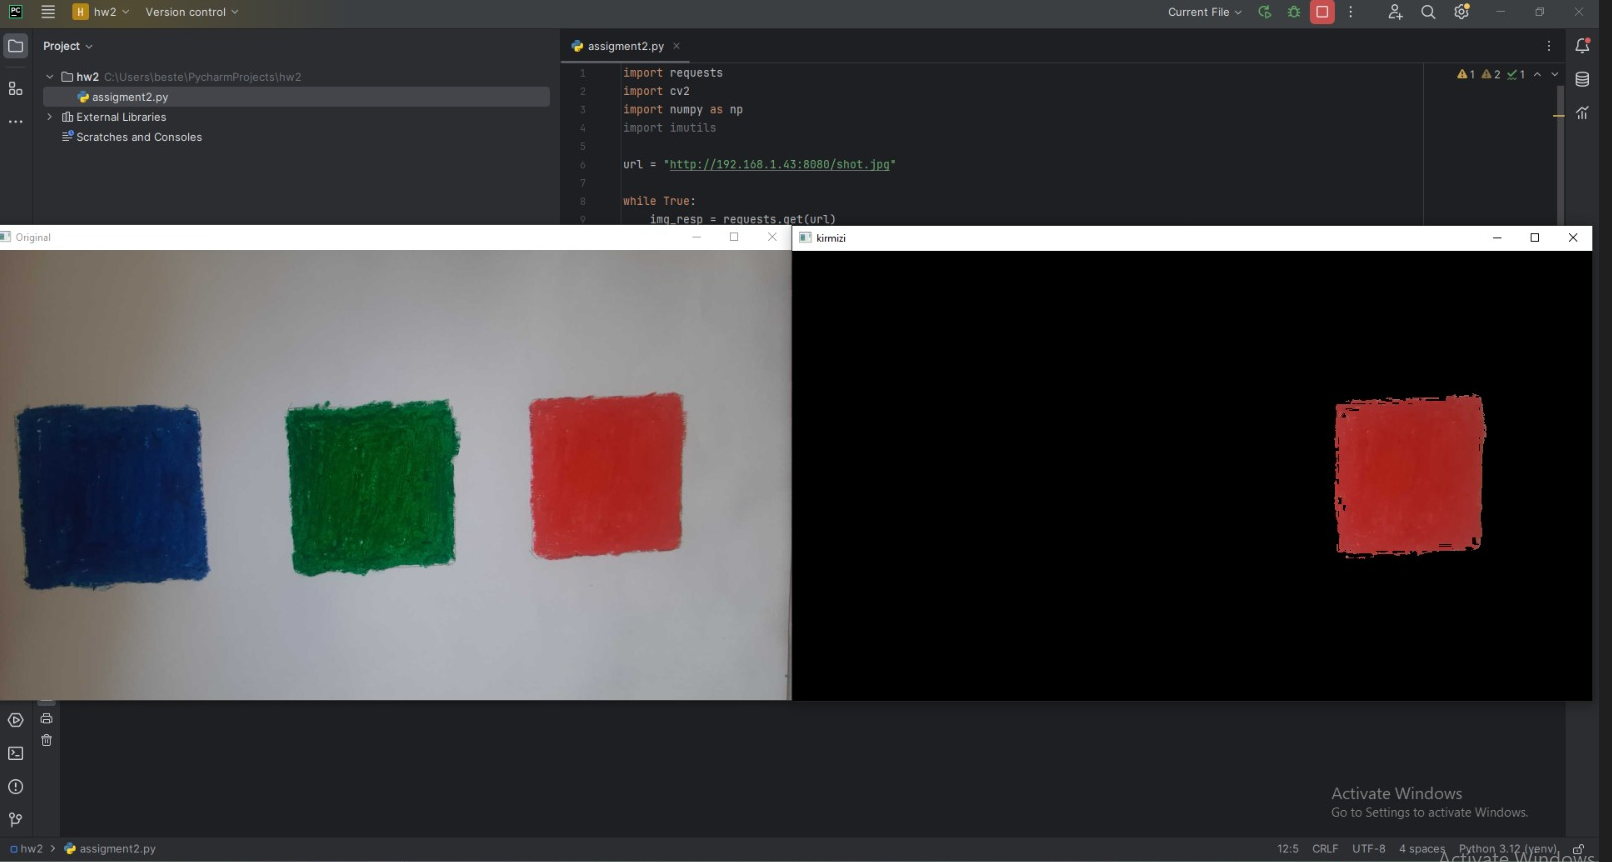 PC H hw2 Version control Current File
Project
assigment2.py
hw2 C:\Users\beste\PycharmProjects\hw2
assigment2.py
External Libraries
Scratches and Consoles
1 import requests
2 import cv2
3 import numpy as np
4 import imutils
5
6 url = "http://192.168.1.43:8080/shot.jpg"
7
8 while True:
9 img_resp = requests.get(url)
1 2 1
Original
kirmizi
Activate Windows
Go to Settings to activate Windows.
hw2 > assigment2.py
12:5 CRLF UTF-8 4 spaces Python 3.12 (venv)
Activate Windows